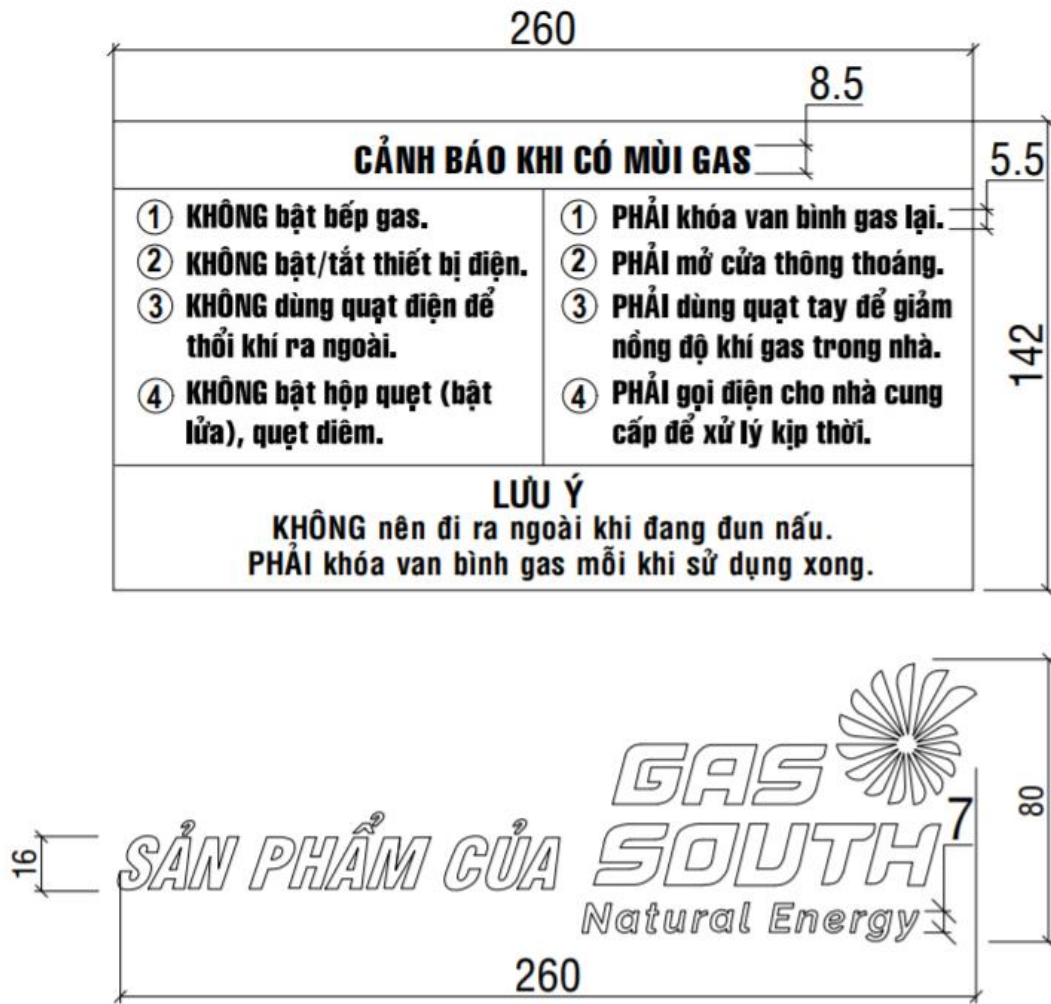 260
8.5
CẢNH BÁO KHI CÓ MÙI GAS
5.5
① KHÔNG bật bếp gas.
② KHÔNG bật/tắt thiết bị điện.
③ KHÔNG dùng quạt điện để
thổi khí ra ngoài.
④ KHÔNG bật hộp quẹt (bật
lửa), quẹt diêm.
① PHẢI khóa van bình gas lại.
② PHẢI mở cửa thông thoáng.
③ PHẢI dùng quạt tay để giảm
nồng độ khí gas trong nhà.
④ PHẢI gọi điện cho nhà cung
cấp để xử lý kịp thời.
142
LƯU Ý
KHÔNG nên đi ra ngoài khi đang đun nấu.
PHẢI khóa van bình gas mỗi khi sử dụng xong.
16
SẢN PHẨM CỦA
GAS
SOUTH
Natural Energy
7
80
260